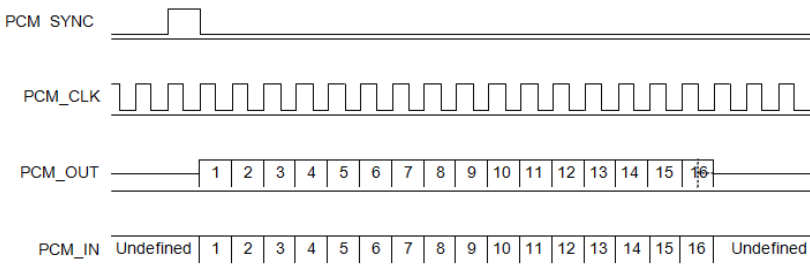 PCM SYNC
PCM_CLK
PCM_OUT 1 2 3 4 5 6 7 8 9 10 11 12 13 14 15 16
PCM_IN Undefined 1 2 3 4 5 6 7 8 9 10 11 12 13 14 15 16 Undefined